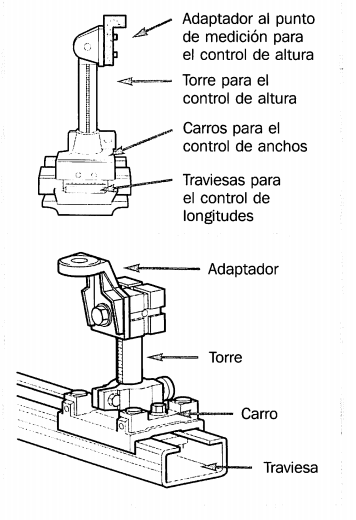 Adaptador al punto
de medición para
el control de altura
Torre para el
control de altura
Carros para el
control de anchos
Traviesas para
el control de
longitudes
Adaptador
Torre
Carro
Traviesa